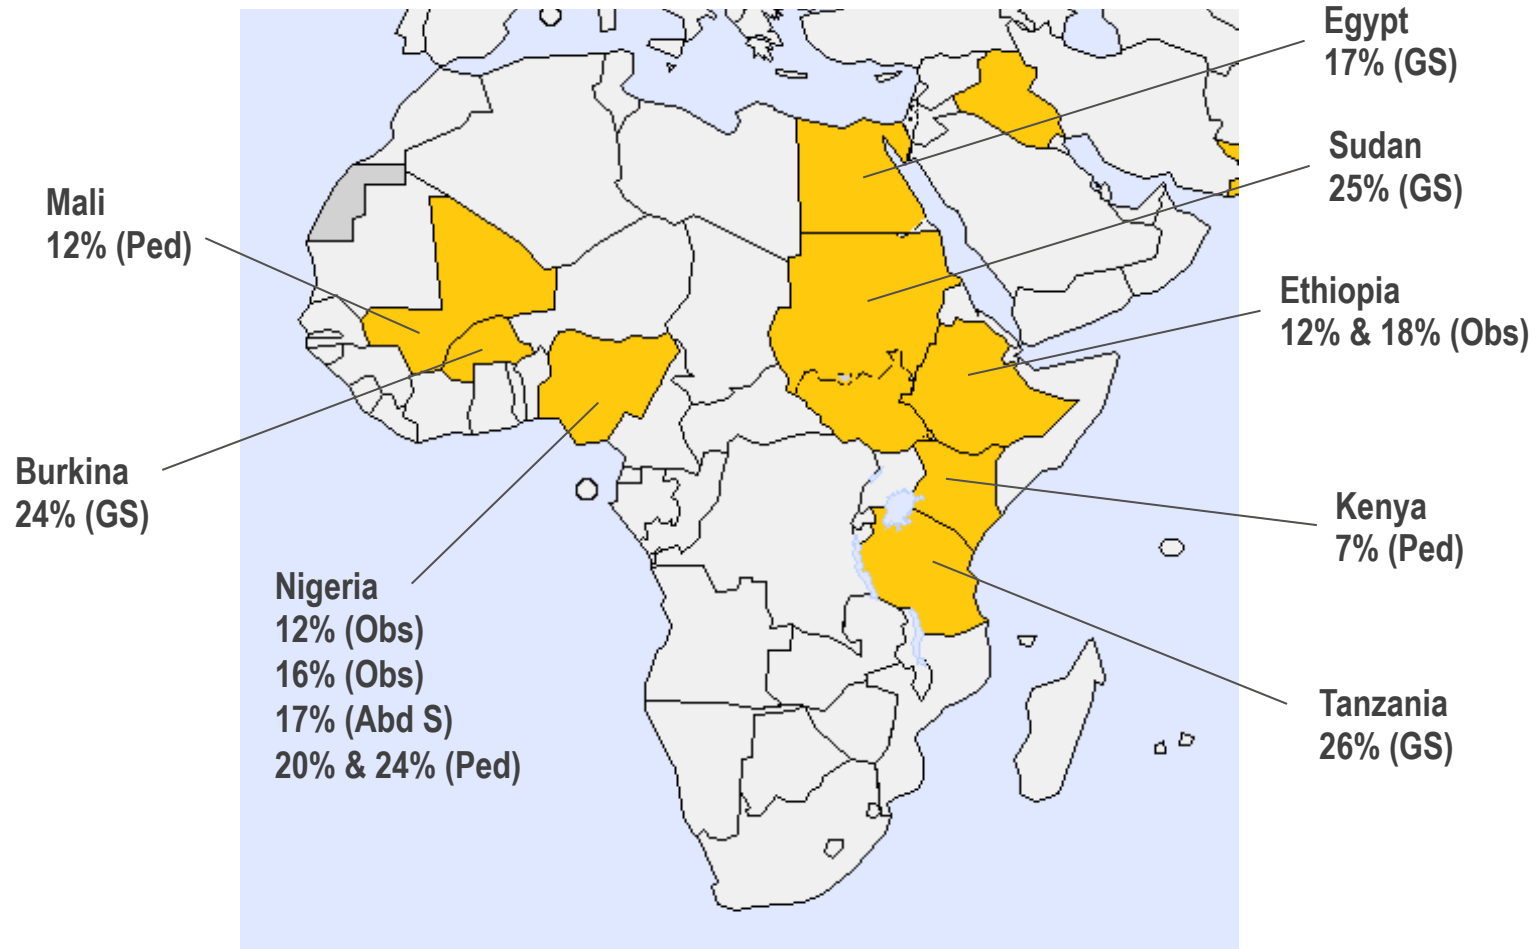 Egypt
17% (GS)
Sudan
25% (GS)
Mali
12% (Ped)
Ethiopia
12% & 18% (Obs)
Burkina
24% (GS)
Kenya
7% (Ped)
Nigeria
12% (Obs)
16% (Obs)
17% (Abd S)
20% & 24% (Ped)
Tanzania
26% (GS)